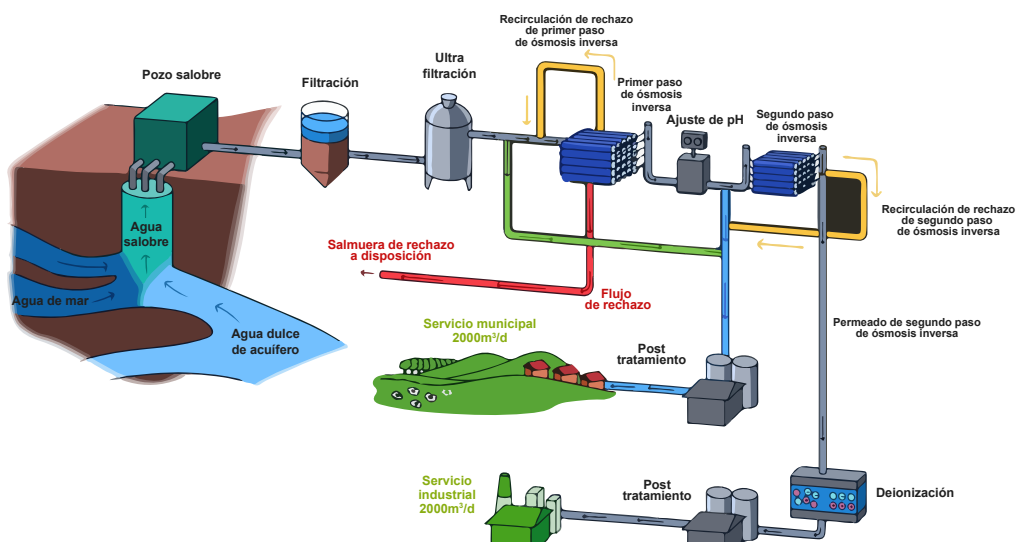 Pozo salobre
Filtración
Ultra
filtración
Recirculación de rechazo
de primer paso
de ósmosis inversa
Primer paso
de ósmosis
inversa
Ajuste de pH
Segundo paso
de ósmosis
inversa
Recirculación de rechazo
de segundo paso
de ósmosis inversa
Agua
salobre
Agua de mar
Agua dulce
de acuífero
Salmuera de rechazo
a disposición
Flujo
de rechazo
Servicio municipal
2000m³/d
Post
tratamiento
Permeado de segundo paso
de ósmosis inversa
Servicio
industrial
2000m³/d
Post
tratamiento
Deionización